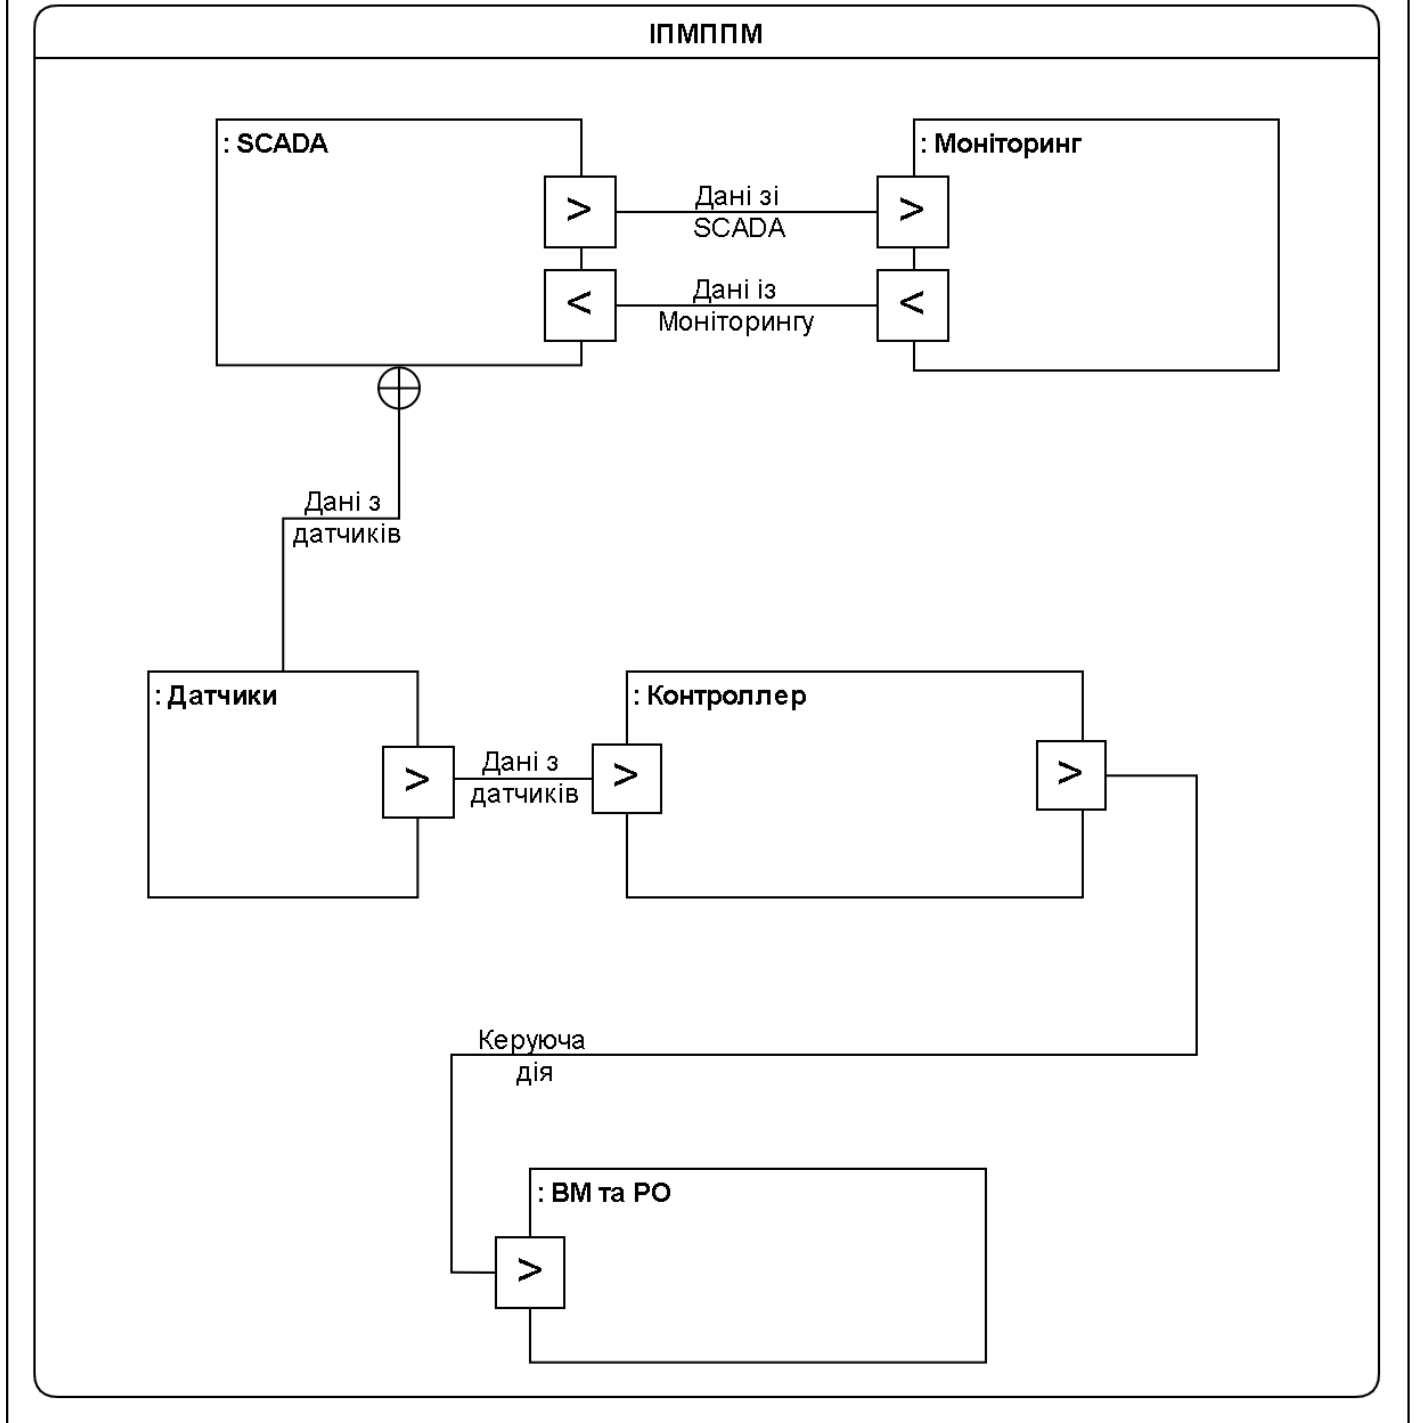 ІПМППМ
: SCADA
: Моніторинг
>
>
Дані зі
SCADA
<
<
Дані із
Моніторингу
Дані з
датчиків
: Датчики
: Контроллер
>
Дані з
датчиків
>
>
Керуюча
дія
: ВМ та РО
>